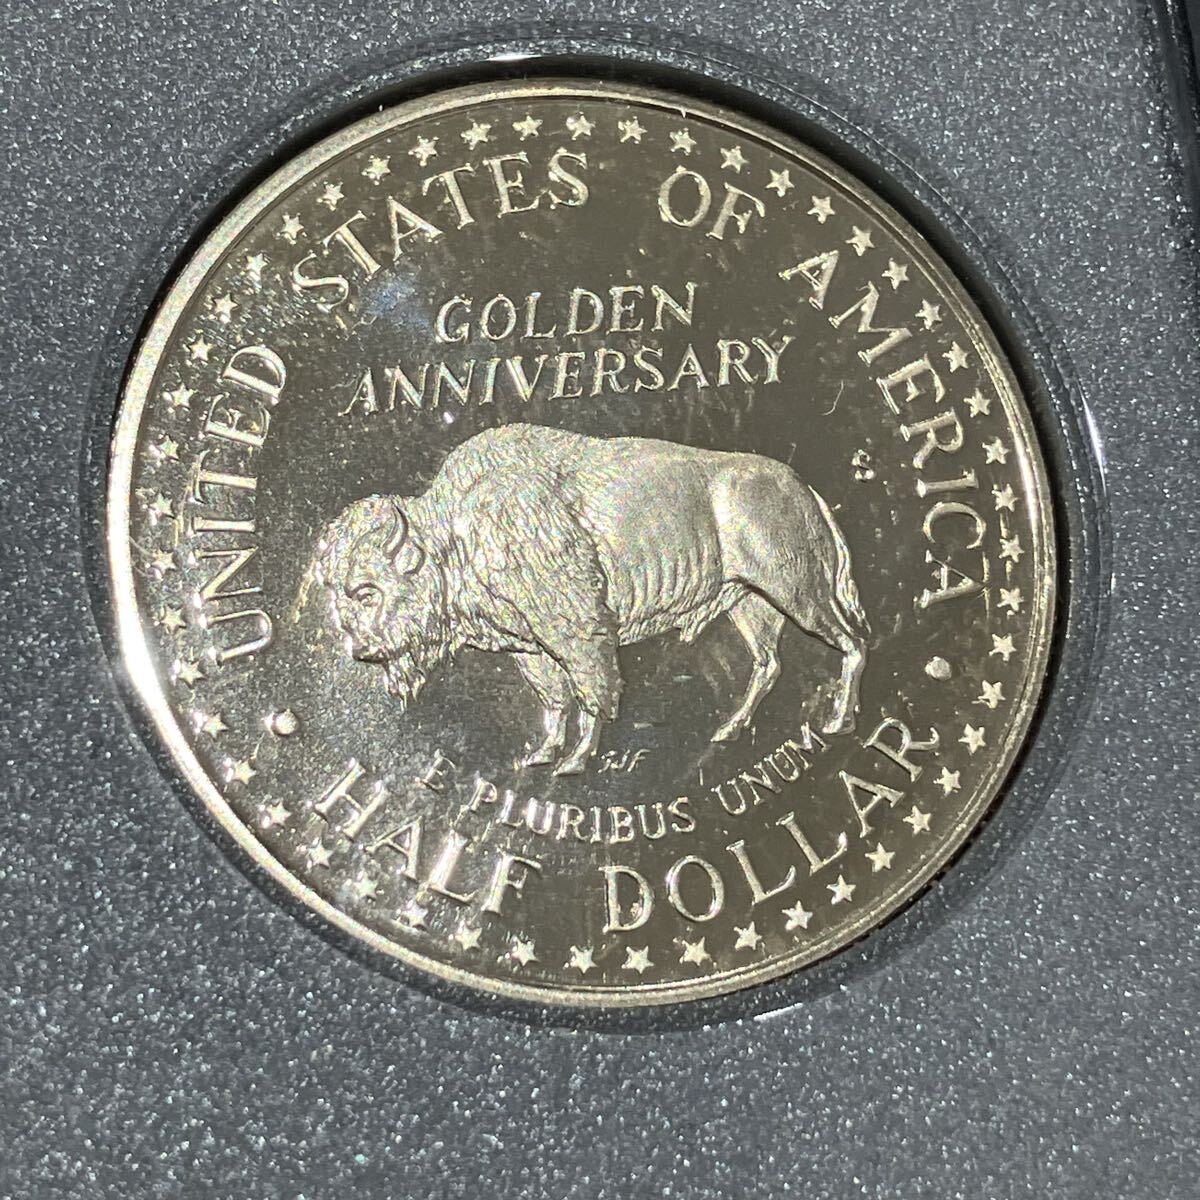 UNITED STATES OF AMERICA
GOLDEN
ANNIVERSARY
S
E PLURIBUS UNUM
HALF DOLLAR